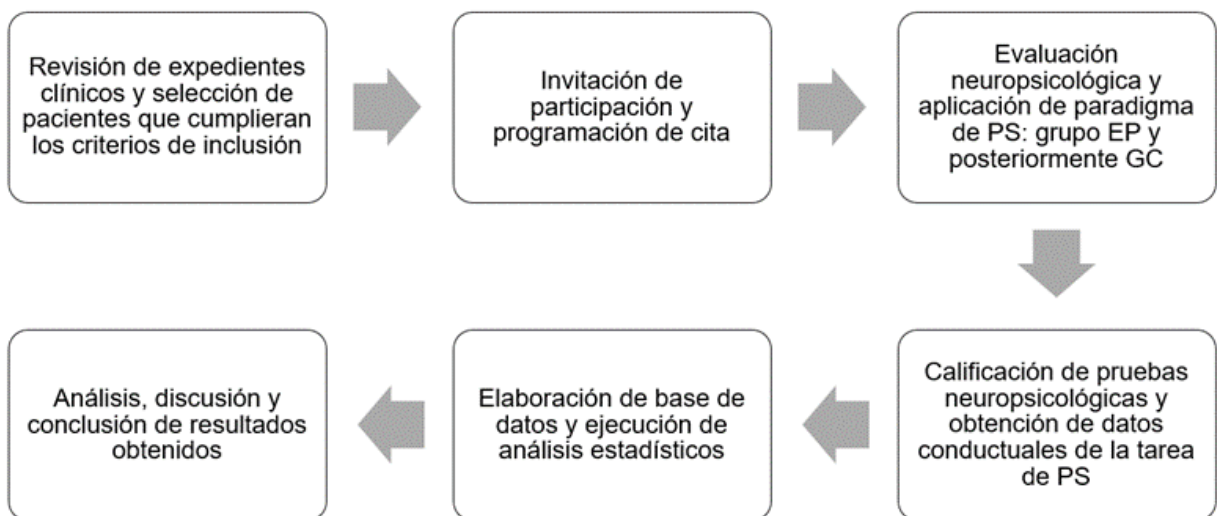 Revisión de expedientes
clínicos y selección de
pacientes que cumplieran
los criterios de inclusión
Invitación de
participación y
programación de cita
Evaluación
neuropsicológica y
aplicación de paradigma
de PS: grupo EP y
posteriormente GC
Calificación de pruebas
neuropsicológicas y
obtención de datos
conductuales de la tarea
de PS
Elaboración de base de
datos y ejecución de
análisis estadísticos
Análisis, discusión y
conclusión de resultados
obtenidos